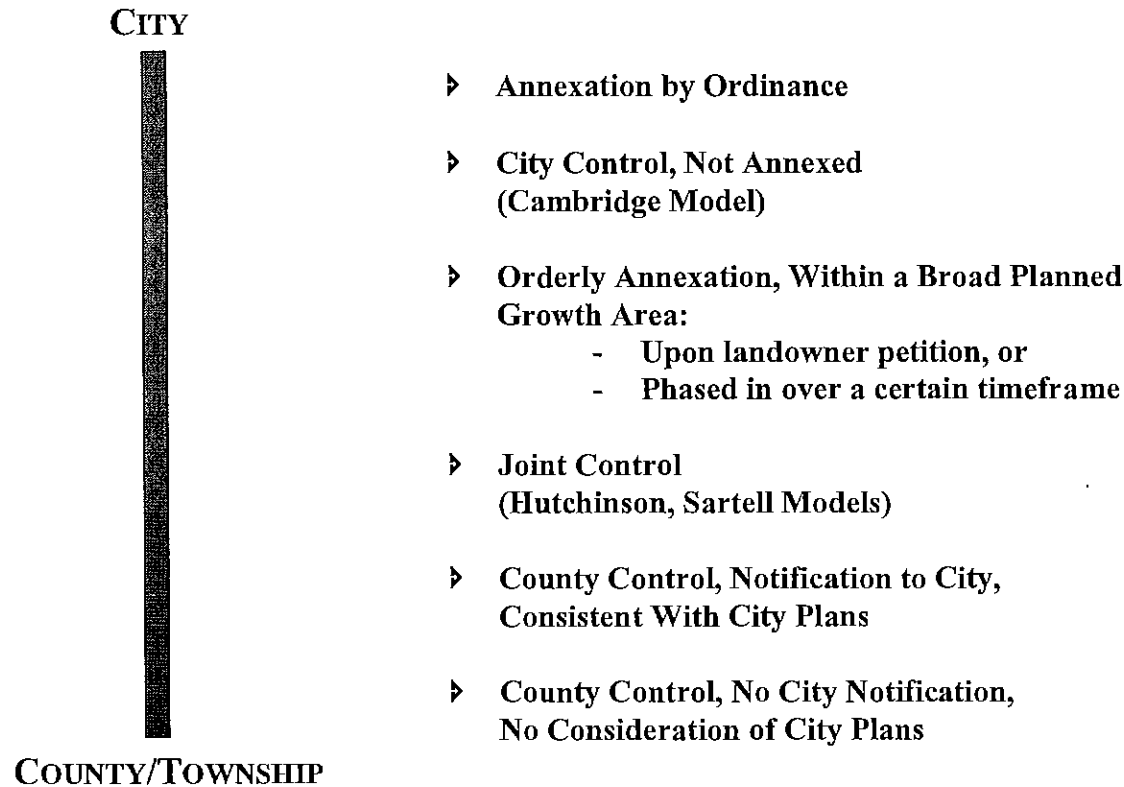 CITY
‣ Annexation by Ordinance
‣ City Control, Not Annexed
(Cambridge Model)
‣ Orderly Annexation, Within a Broad Planned
Growth Area:
- Upon landowner petition, or
- Phased in over a certain timeframe
‣ Joint Control
(Hutchinson, Sartell Models)
‣ County Control, Notification to City,
Consistent With City Plans
‣ County Control, No City Notification,
No Consideration of City Plans
COUNTY/TOWNSHIP